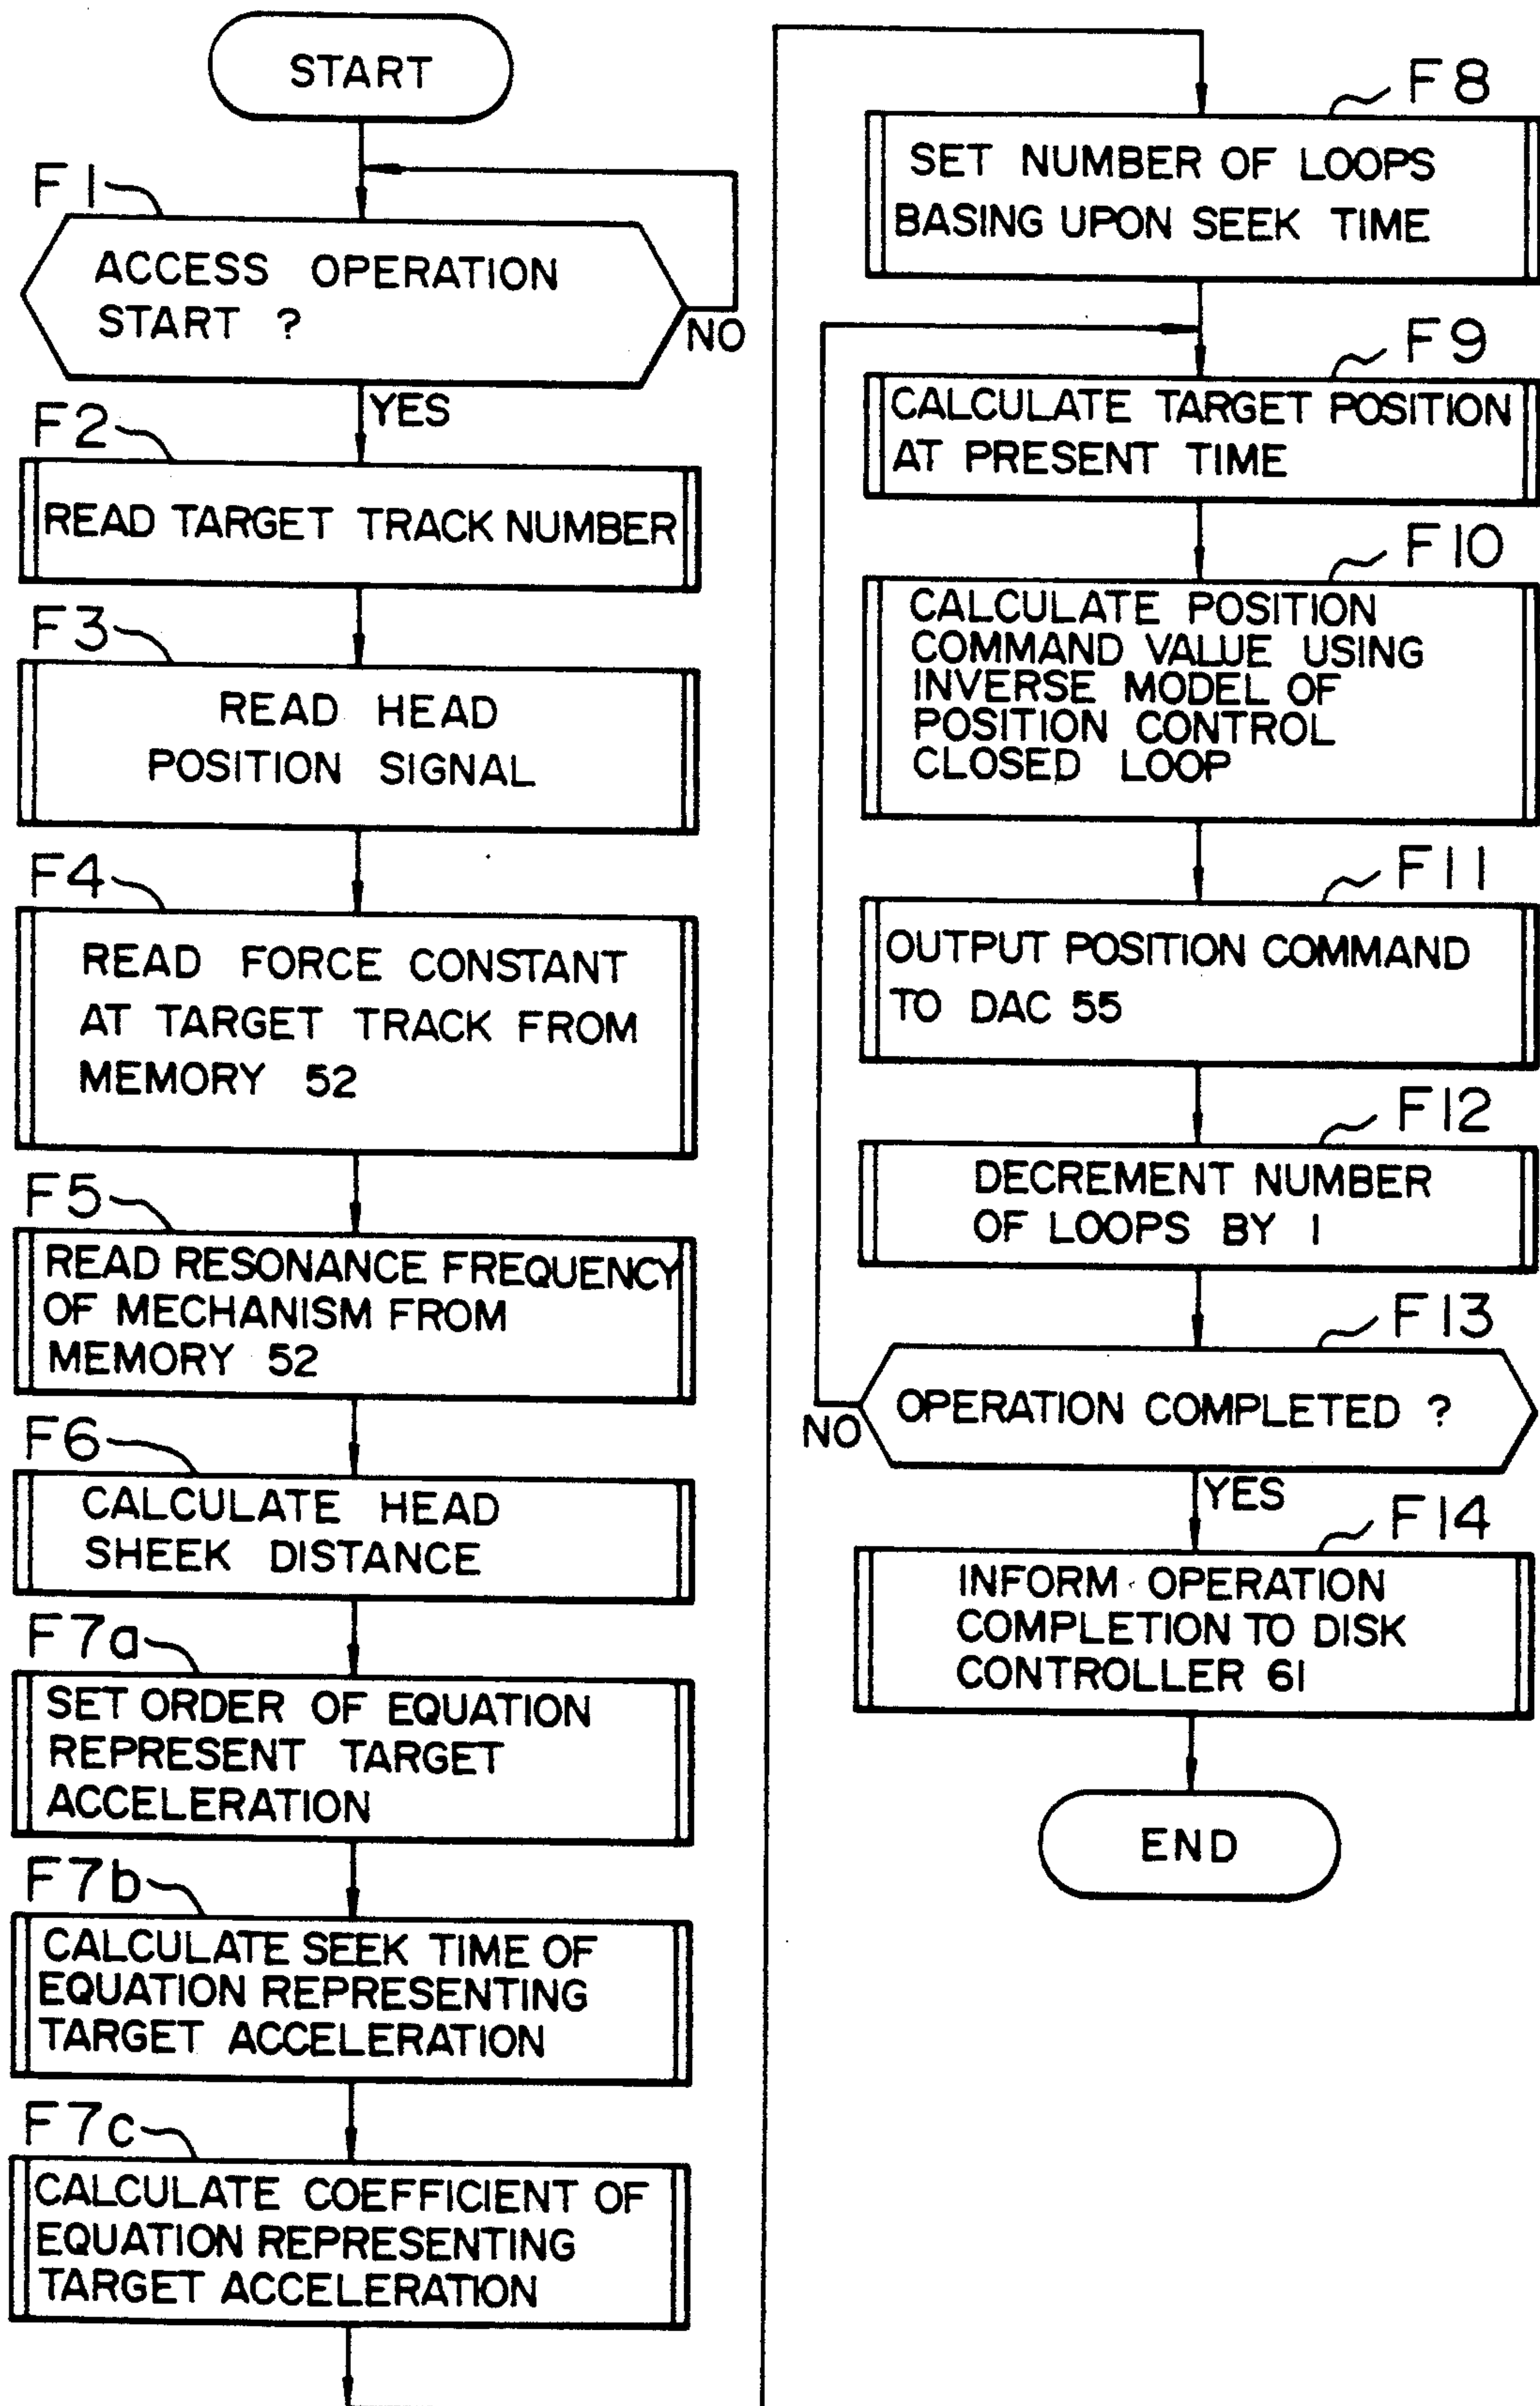 START
F1
ACCESS OPERATION
START ?
NO
YES
F2
READ TARGET TRACK NUMBER
F3
READ HEAD
POSITION SIGNAL
F4
READ FORCE CONSTANT
AT TARGET TRACK FROM
MEMORY 52
F5
READ RESONANCE FREQUENCY
OF MECHANISM FROM
MEMORY 52
F6
CALCULATE HEAD
SHEEK DISTANCE
F7a
SET ORDER OF EQUATION
REPRESENT TARGET
ACCELERATION
F7b
CALCULATE SEEK TIME OF
EQUATION REPRESENTING
TARGET ACCELERATION
F7c
CALCULATE COEFFICIENT OF
EQUATION REPRESENTING
TARGET ACCELERATION
F8
SET NUMBER OF LOOPS
BASING UPON SEEK TIME
F9
CALCULATE TARGET POSITION
AT PRESENT TIME
F10
CALCULATE POSITION
COMMAND VALUE USING
INVERSE MODEL OF
POSITION CONTROL
CLOSED LOOP
F11
OUTPUT POSITION COMMAND
TO DAC 55
F12
DECREMENT NUMBER
OF LOOPS BY 1
F13
OPERATION COMPLETED ?
NO
YES
F14
INFORM OPERATION
COMPLETION TO DISK
CONTROLLER 61
END